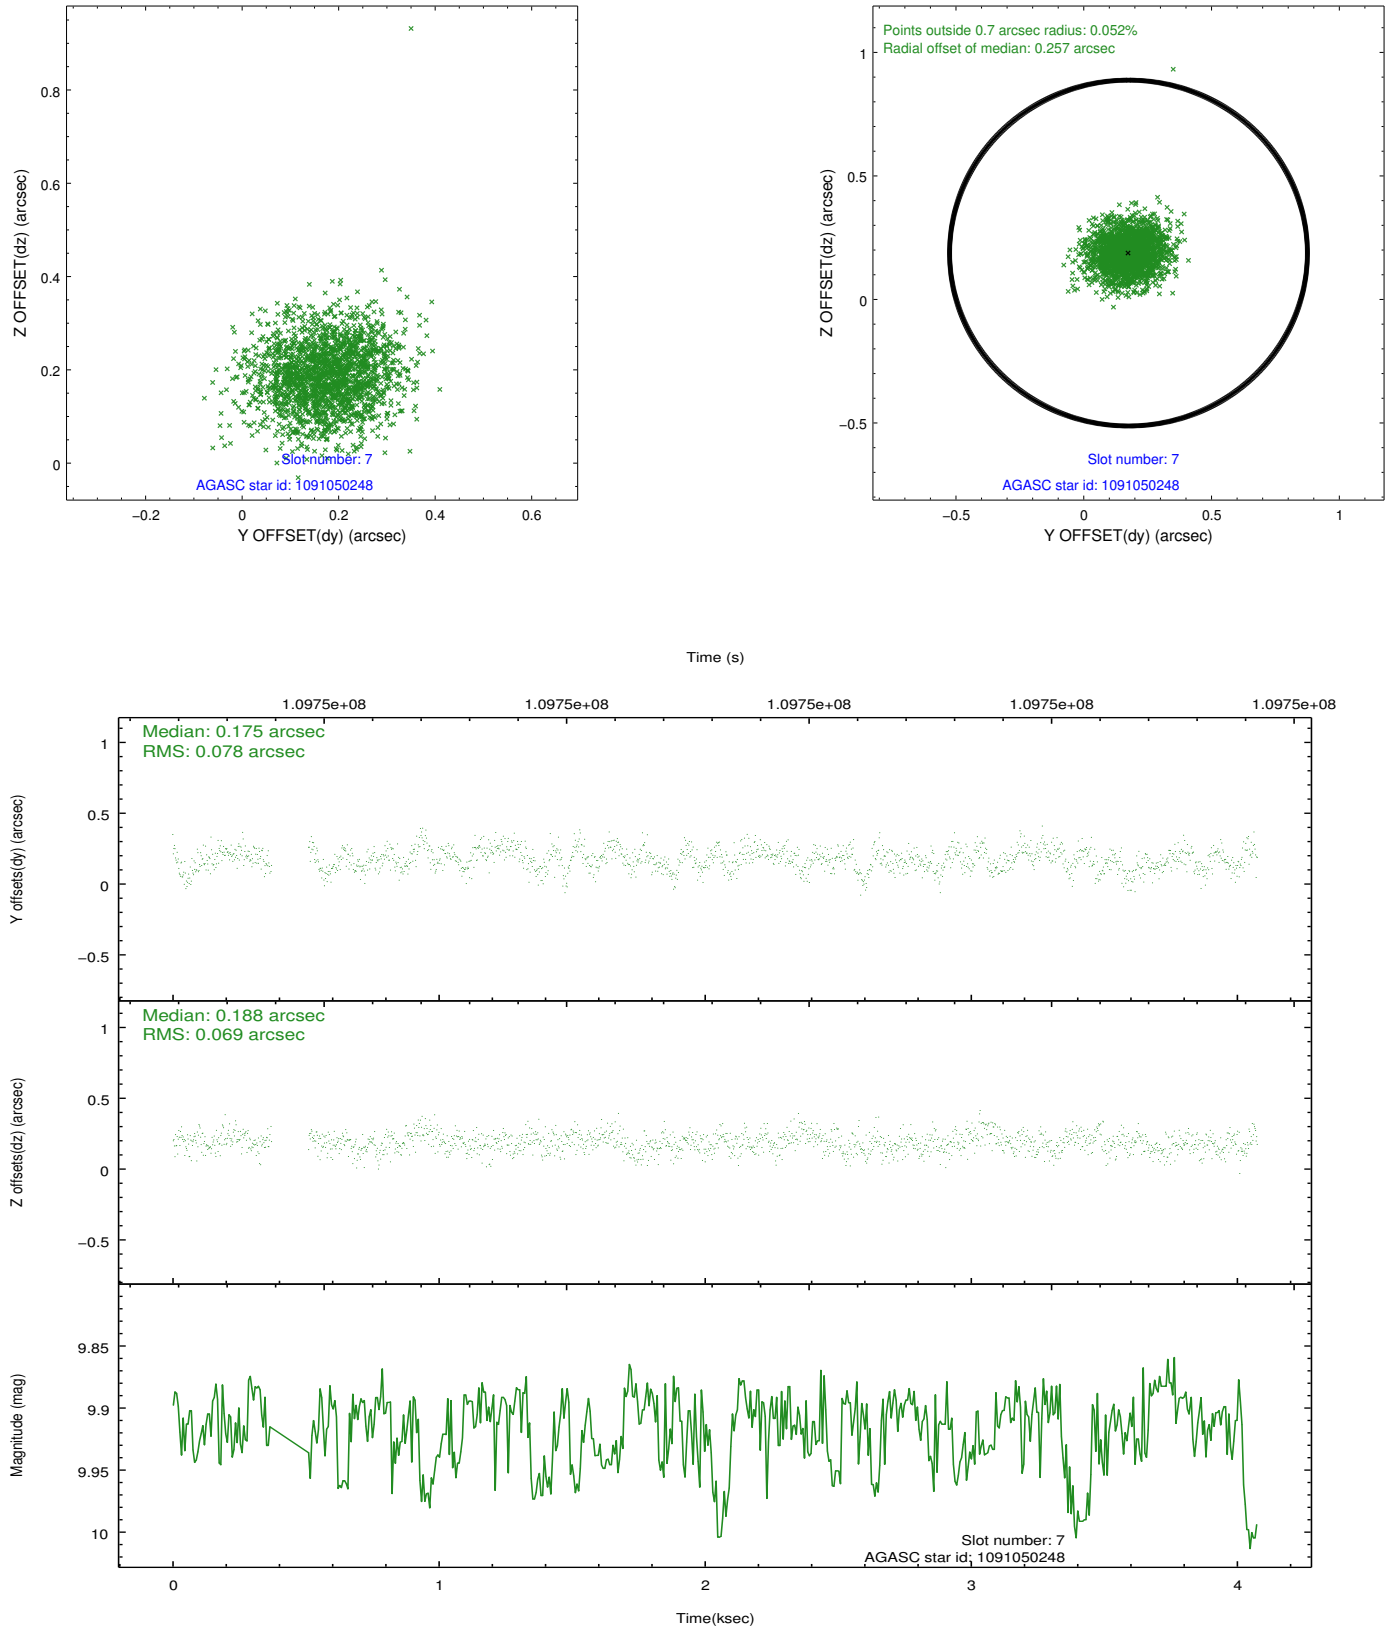 0.8
0.6
0.4
0.2
0
Z OFFSET(dz) (arcsec)
Slot number: 7
AGASC star id: 1091050248
−0.2 0 0.2 0.4 0.6
Y OFFSET(dy) (arcsec)
Points outside 0.7 arcsec radius: 0.052%
Radial offset of median: 0.257 arcsec
1
0.5
0
−0.5
Z OFFSET(dz) (arcsec)
Slot number: 7
AGASC star id: 1091050248
−0.5 0 0.5 1
Y OFFSET(dy) (arcsec)
Time (s)
1.0975e+08 1.0975e+08 1.0975e+08 1.0975e+08 1.0975e+08
Median: 0.175 arcsec
RMS: 0.078 arcsec
1
0.5
0
−0.5
Y offsets(dy) (arcsec)
Median: 0.188 arcsec
RMS: 0.069 arcsec
1
0.5
0
−0.5
Z offsets(dz) (arcsec)
9.85
9.9
9.95
10
Magnitude (mag)
Slot number: 7
AGASC star id: 1091050248
0 1 2 3 4
Time(ksec)